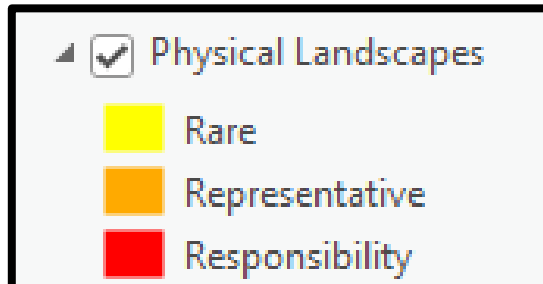 Physical Landscapes
Rare
Representative
Responsibility